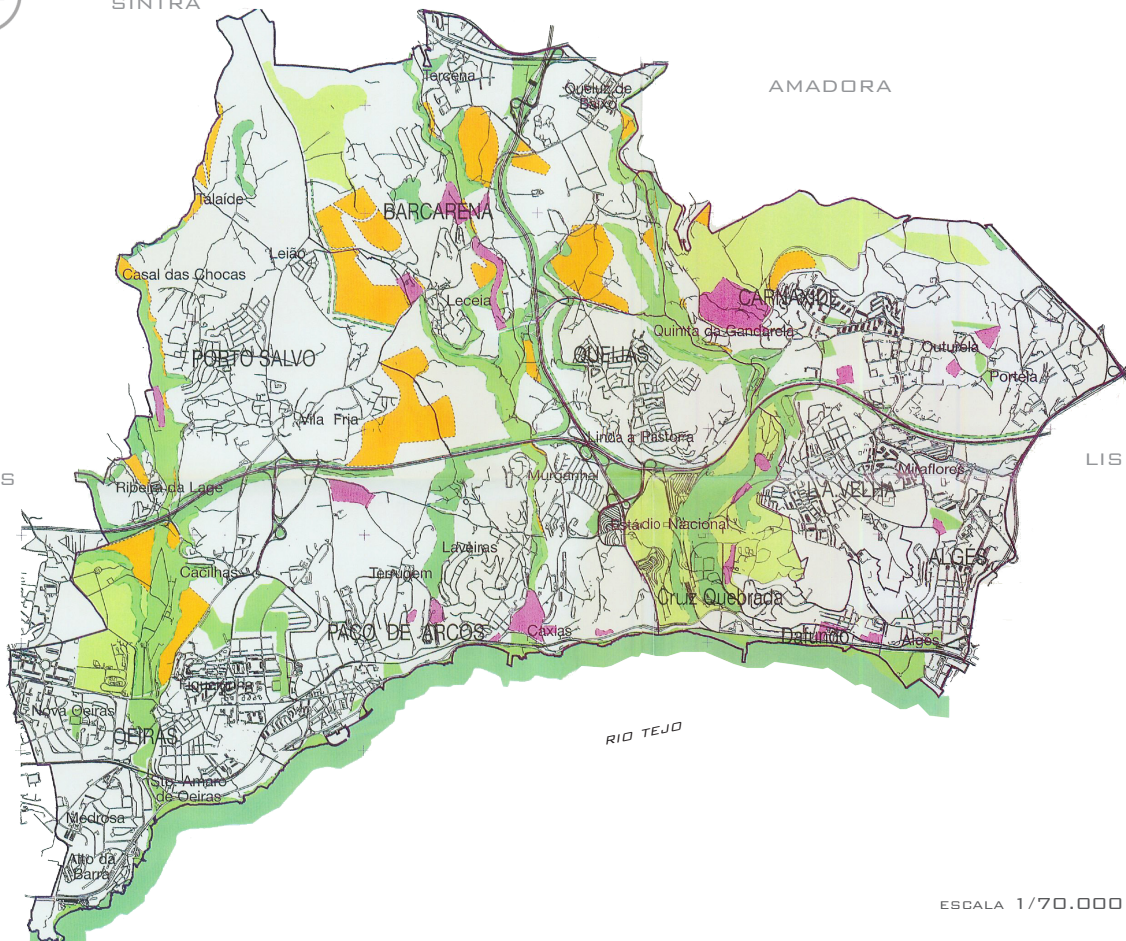 SINTRA
AMADORA
Tercena
Queluz de
Baixo
Talaíde
BARCARENA
Leião
Casal das Chocas
Leceia
CARNAXIDE
Quinta da Gandarela
Outurela
PORTO SALVO
QUEIJAS
Portela
Vila Fria
Linda a Pastorra
LIS
S
Murganhal
Miraflores
Ribeira da Lage
L. A. VELHA
Estádio Nacional
Laveiras
ALGÉS
Cacilhas
Terrugem
Cruz Quebrada
PAÇO DE ARCOS
Caxias
Dafundo
Algés
Nova Oeiras
OEIRAS
RIO TEJO
Sto. Amaro
de Oeiras
Medrosa
Alto da
Barra
ESCALA 1/70.000